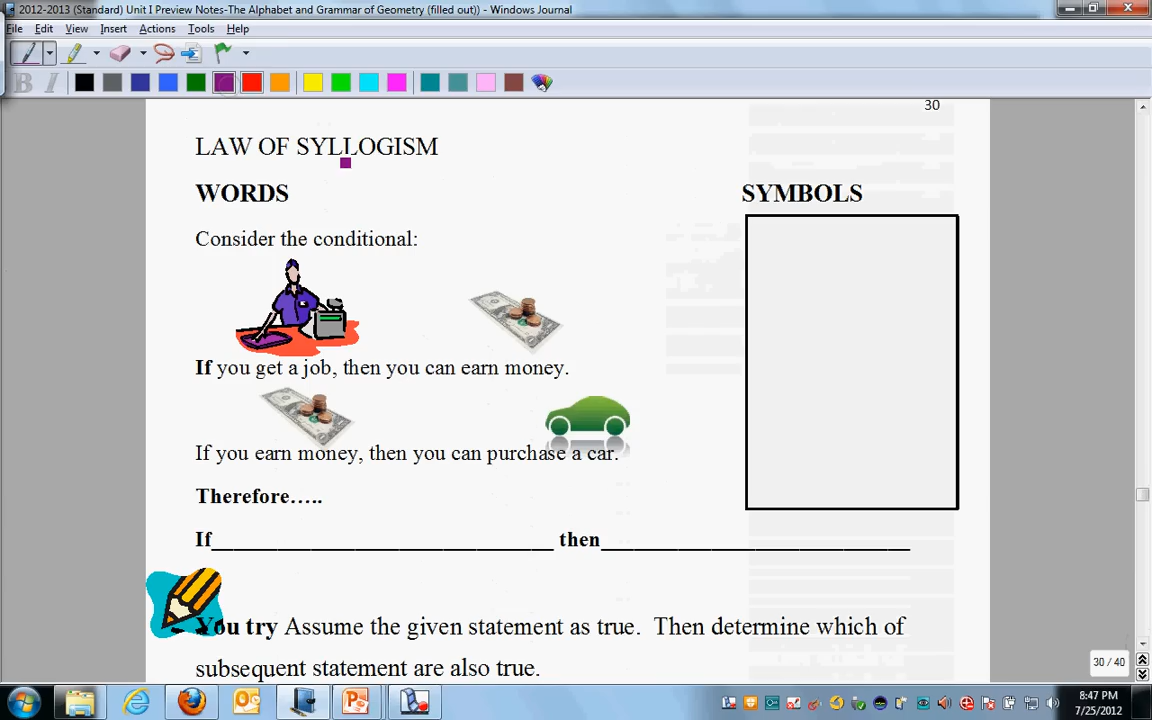 2012-2013 (Standard) Unit I Preview Notes-The Alphabet and Grammar of Geometry (filled out)) - Windows Journal
File Edit View Insert Actions Tools Help
B I
30
LAW OF SYLLOGISM
WORDS SYMBOLS
Consider the conditional:
If you get a job, then you can earn money.
If you earn money, then you can purchase a car.
Therefore…..
If_______________________________ then____________________________
You try Assume the given statement as true. Then determine which of
subsequent statement are also true.
30 / 40
8:47 PM
7/25/2012